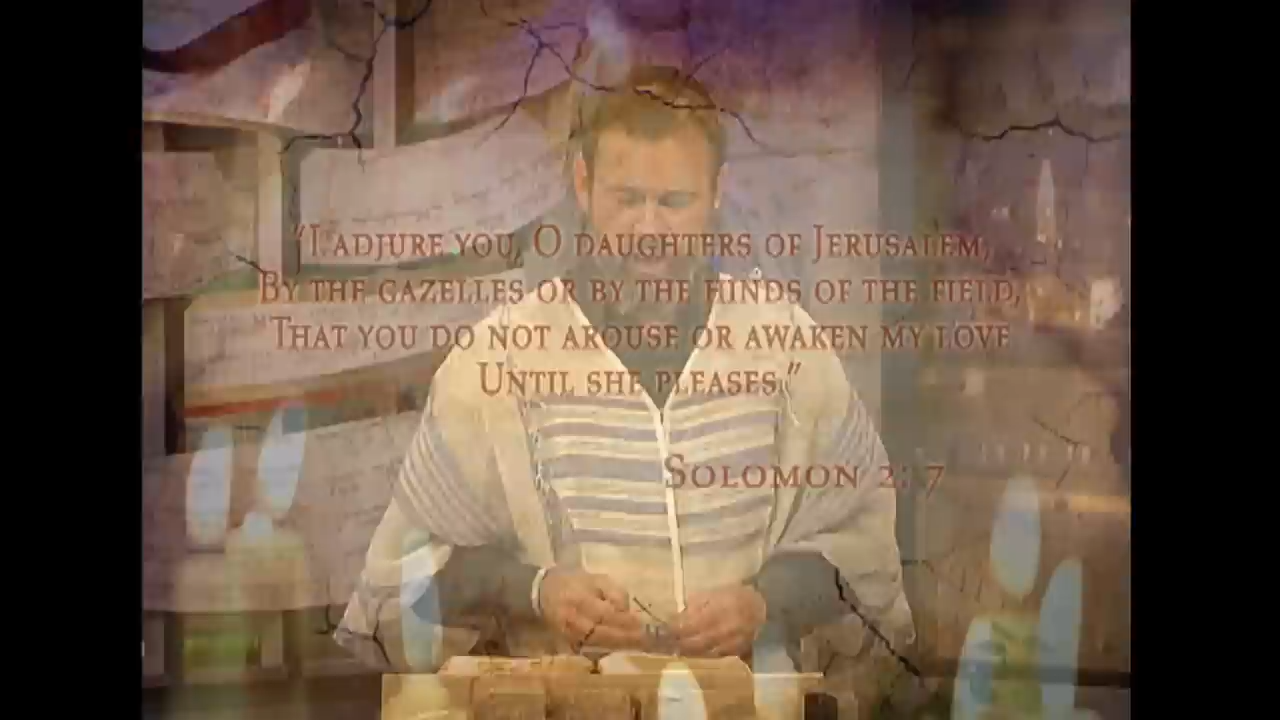 “I adjure you, O daughters of Jerusalem,
By the gazelles or by the hinds of the field,
That you do not arouse or awaken my love
Until she pleases.”
Solomon 2: 7